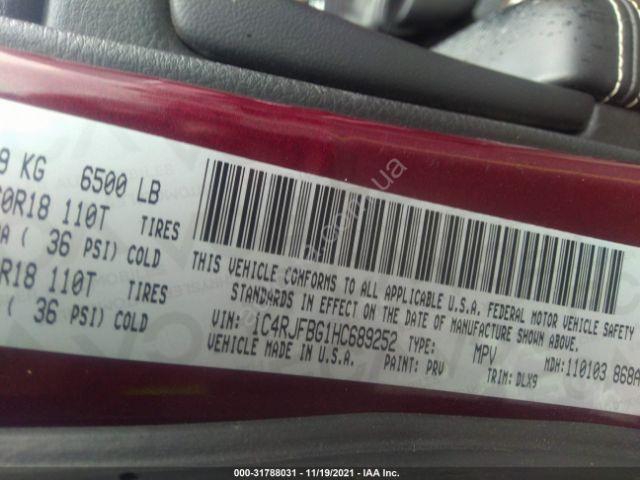 9 KG 6500 LB
0R18 110T TIRES
A ( 36 PSI) COLD
R18 110T TIRES
( 36 PSI) COLD
THIS VEHICLE CONFORMS TO ALL APPLICABLE U.S.A. FEDERAL MOTOR VEHICLE SAFETY
STANDARDS IN EFFECT ON THE DATE OF MANUFACTURE SHOWN ABOVE.
VIN: 1C4RJFBG1HC689252 TYPE: MPV MDH:110103 868A
VEHICLE MADE IN U.S.A. PAINT: PRV TRIM: DLX9
000-31788031 - 11/19/2021 - IAA Inc.